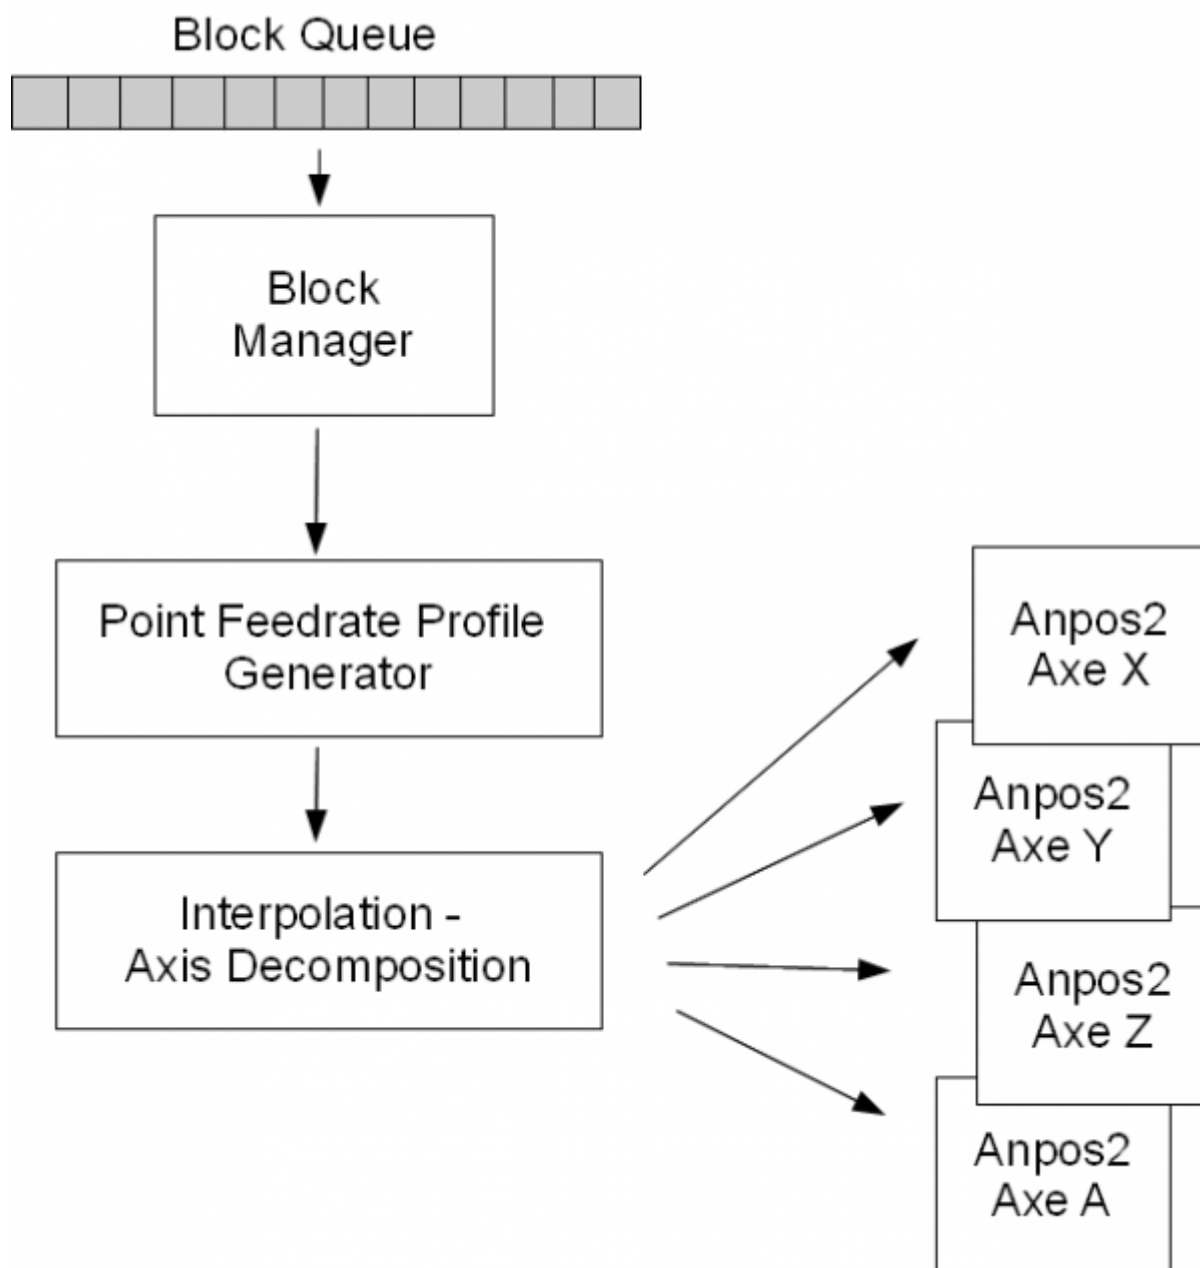 Block Queue
Block
Manager
Point Feedrate Profile
Generator
Interpolation -
Axis Decomposition
Anpos2
Axe X
Anpos2
Axe Y
Anpos2
Axe Z
Anpos2
Axe A